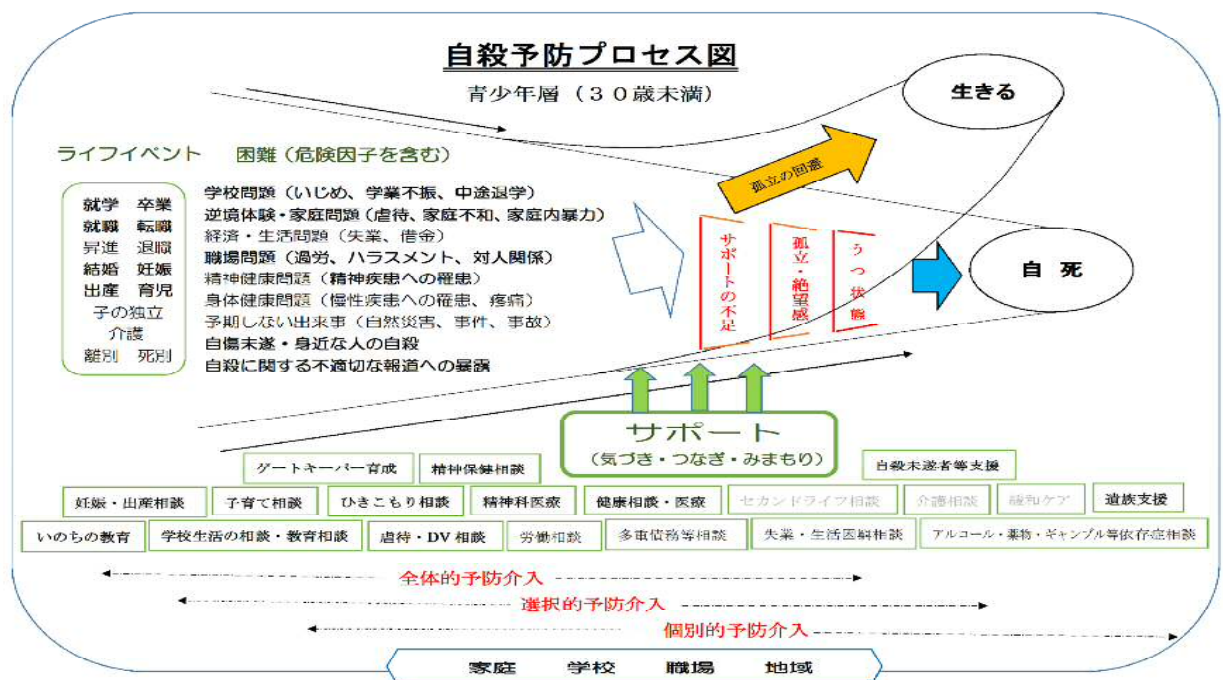 自殺予防プロセス図
青少年層（３０歳未満）
生きる
孤立の回避
ライフイベント
困難（危険因子を含む）
就学 卒業
就職 転職
昇進 退職
結婚 妊娠
出産 育児
子の独立
介護
離別 死別
学校問題（いじめ、学業不振、中途退学）
逆境体験・家庭問題（虐待、家庭不和、家庭内暴力）
経済・生活問題（失業、借金）
職場問題（過労、ハラスメント、対人関係）
精神健康問題（精神疾患への罹患）
身体健康問題（慢性疾患への罹患、疼痛）
予期しない出来事（自然災害、事件、事故）
自傷未遂・身近な人の自殺
自殺に関する不適切な報道への暴露
サポートの不足
孤立・絶望感
うつ状態
自 死
サポート
（気づき・つなぎ・みまもり）
ゲートキーパー育成
精神保健相談
自殺未遂者等支援
妊娠・出産相談
子育て相談
ひきこもり相談
精神科医療
健康相談・医療
セカンドライフ相談
介護相談
緩和ケア
遺族支援
いのちの教育
学校生活の相談・教育相談
虐待・DV 相談
労働相談
多重債務等相談
失業・生活困窮相談
アルコール・薬物・ギャンブル等依存症相談
全体的予防介入
選択的予防介入
個別的予防介入
家庭 学校 職場 地域